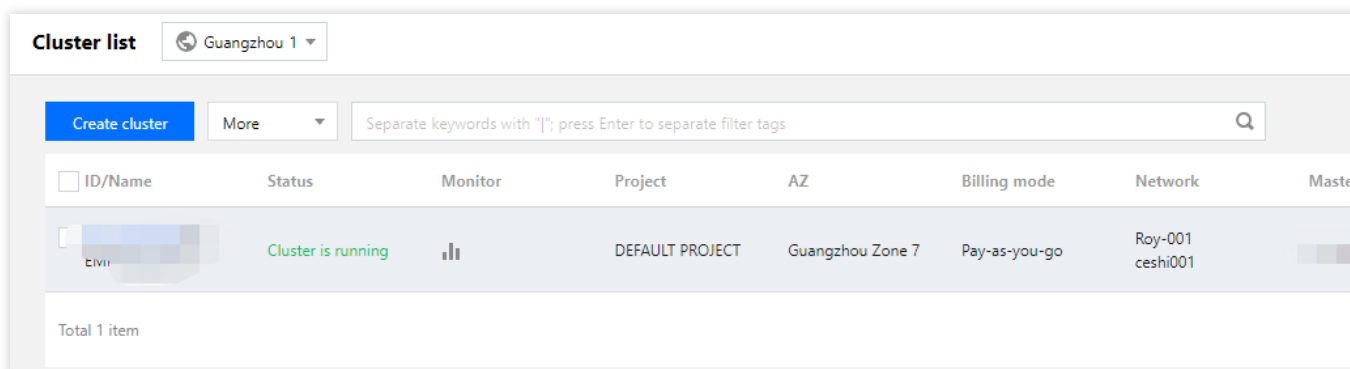 Cluster list Guangzhou 1
Create cluster More Separate keywords with "|"; press Enter to separate filter tags
ID/Name Status Monitor Project AZ Billing mode Network Maste
Cluster is running DEFAULT PROJECT Guangzhou Zone 7 Pay-as-you-go Roy-001
ceshi001
Total 1 item